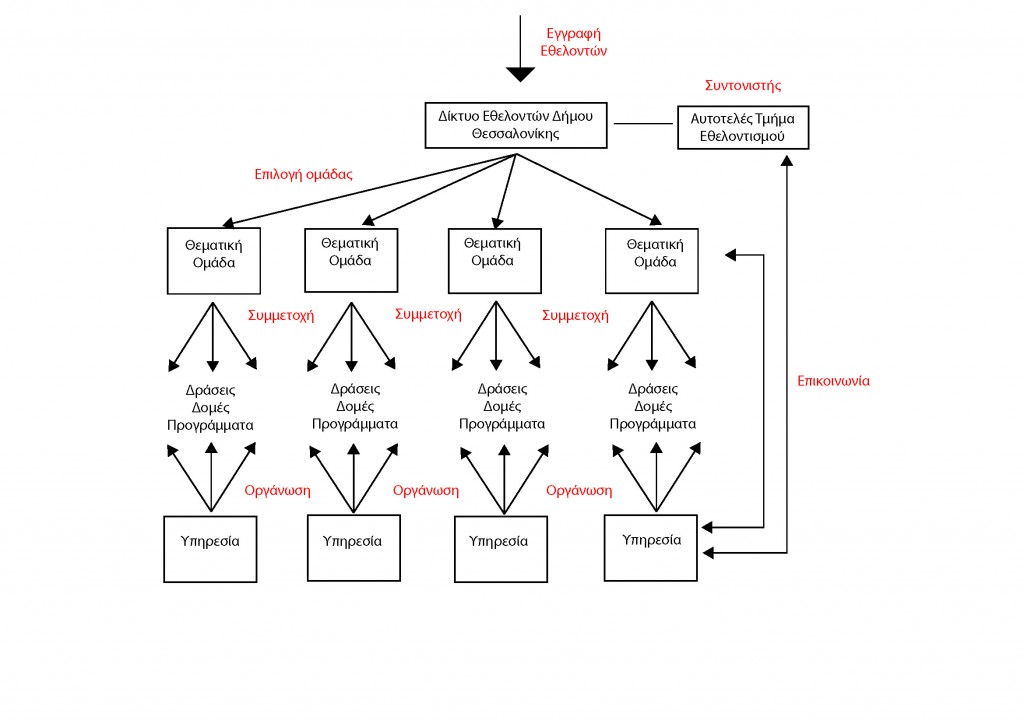 Εγγραφή
Εθελοντών
Συντονιστής
Δίκτυο Εθελοντών Δήμου
Θεσσαλονίκης
Αυτοτελές Τμήμα
Εθελοντισμού
Επιλογή ομάδας
Θεματική
Ομάδα
Θεματική
Ομάδα
Θεματική
Ομάδα
Θεματική
Ομάδα
Συμμετοχή
Συμμετοχή
Συμμετοχή
Επικοινωνία
Δράσεις
Δομές
Προγράμματα
Δράσεις
Δομές
Προγράμματα
Δράσεις
Δομές
Προγράμματα
Δράσεις
Δομές
Προγράμματα
Οργάνωση
Οργάνωση
Οργάνωση
Υπηρεσία
Υπηρεσία
Υπηρεσία
Υπηρεσία